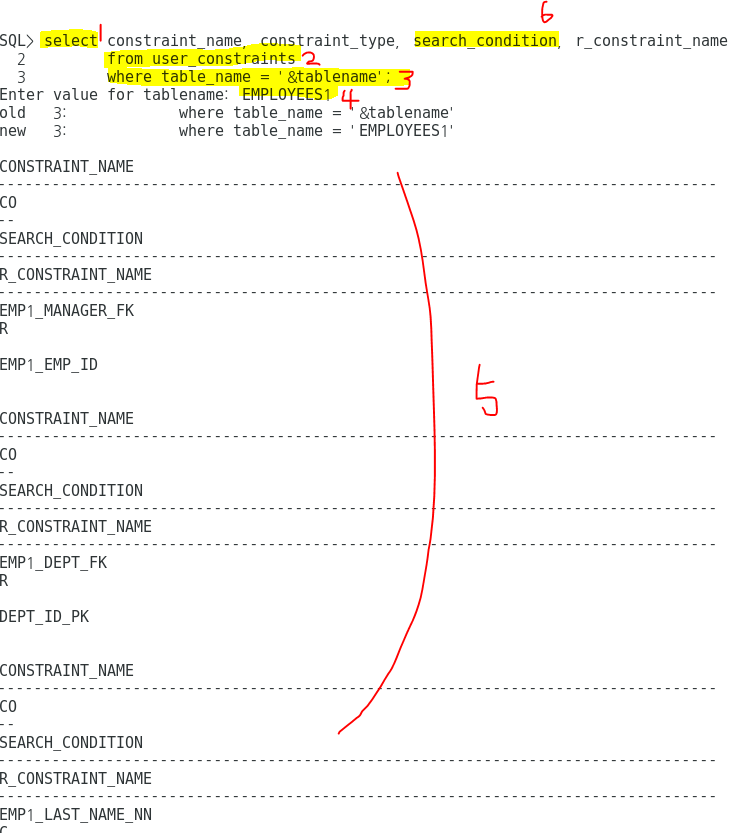 6
SQL> select 1 constraint_name, constraint_type, search_condition, r_constraint_name
2 from user_constraints 2
3 where table_name = '&tablename'; 3
Enter value for tablename: EMPLOYEES1 4
old 3: where table_name = '&tablename'
new 3: where table_name = 'EMPLOYEES1'
CONSTRAINT_NAME
--------------------------------------------------------------------------------
CO
--
SEARCH_CONDITION
--------------------------------------------------------------------------------
R_CONSTRAINT_NAME
--------------------------------------------------------------------------------
EMP1_MANAGER_FK
R
EMP1_EMP_ID
5
CONSTRAINT_NAME
--------------------------------------------------------------------------------
CO
--
SEARCH_CONDITION
--------------------------------------------------------------------------------
R_CONSTRAINT_NAME
--------------------------------------------------------------------------------
EMP1_DEPT_FK
R
DEPT_ID_PK
CONSTRAINT_NAME
--------------------------------------------------------------------------------
CO
--
SEARCH_CONDITION
--------------------------------------------------------------------------------
R_CONSTRAINT_NAME
--------------------------------------------------------------------------------
EMP1_LAST_NAME_NN